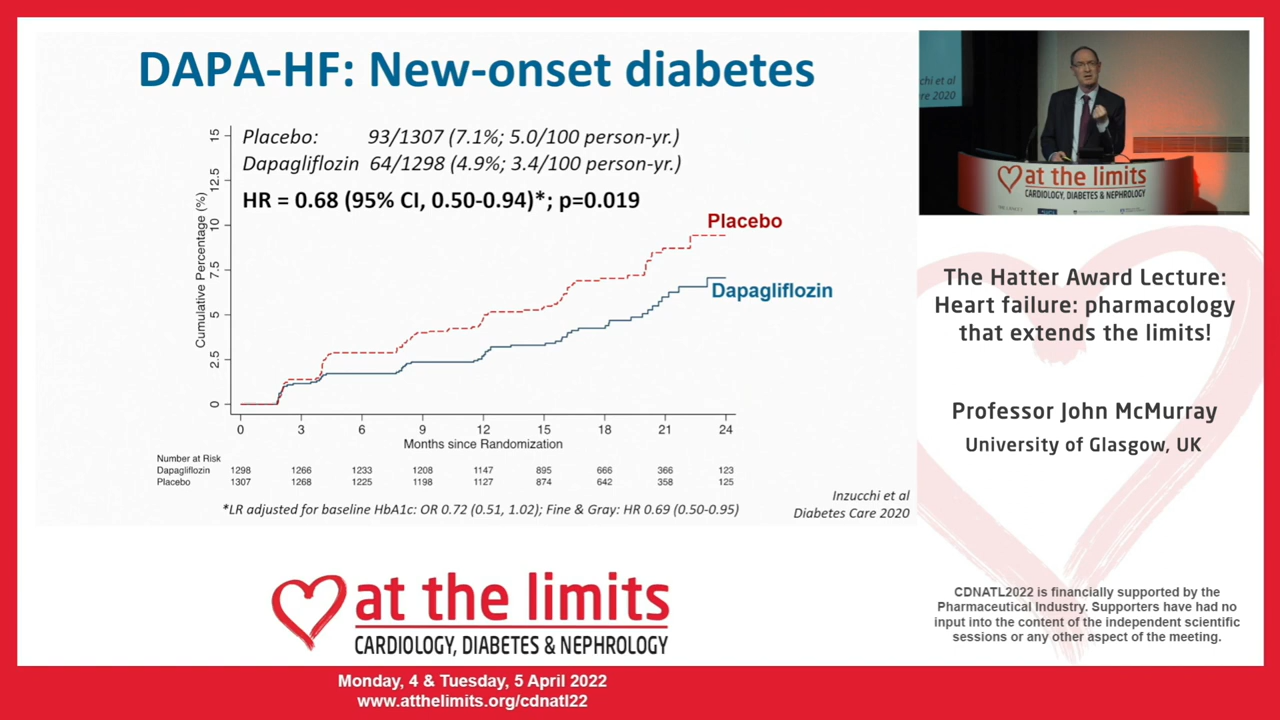 DAPA-HF: New-onset diabetes
Placebo: 93/1307 (7.1%; 5.0/100 person-yr.)
Dapagliflozin 64/1298 (4.9%; 3.4/100 person-yr.)
HR = 0.68 (95% CI, 0.50-0.94)*; p=0.019
Cumulative Percentage (%)
15
12.5
10
7.5
5
2.5
0
Placebo
Dapagliflozin
0 3 6 9 12 15 18 21 24
Months since Randomization
Number at Risk
Dapagliflozin 1298 1266 1233 1208 1147 895 666 366 123
Placebo 1307 1268 1225 1198 1127 874 642 358 125
*LR adjusted for baseline HbA1c: OR 0.72 (0.51, 1.02); Fine & Gray: HR 0.69 (0.50-0.95)
Inzucchi et al
Diabetes Care 2020
chi et al
re 2020
at the limits
CARDIOLOGY, DIABETES & NEPHROLOGY
The Hatter Award Lecture:
Heart failure: pharmacology
that extends the limits!
Professor John McMurray
University of Glasgow, UK
CDNATL2022 is financially supported by the
Pharmaceutical Industry. Supporters have had no
input into the content of the independent scientific
sessions or any other aspect of the meeting.
at the limits
CARDIOLOGY, DIABETES & NEPHROLOGY
Monday, 4 & Tuesday, 5 April 2022
www.atthelimits.org/cdnatl22